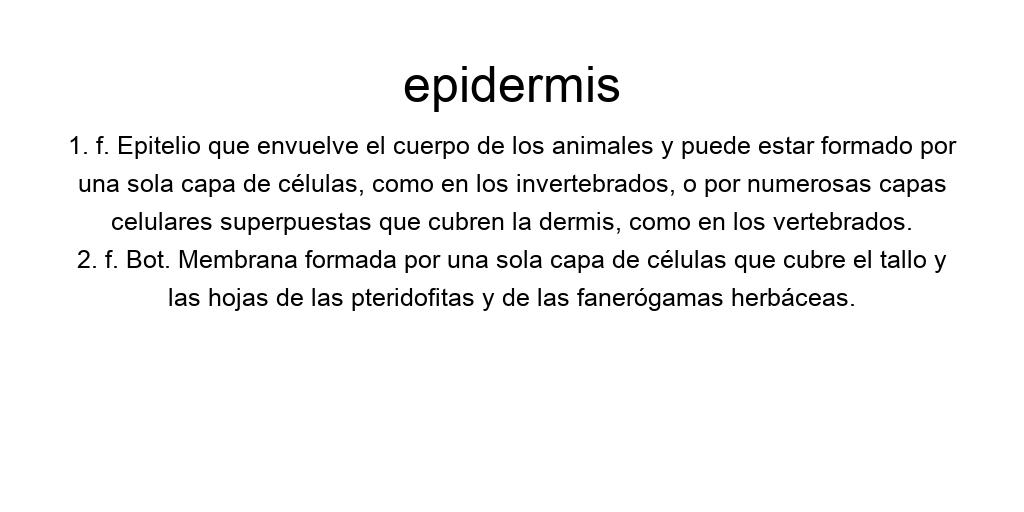 epidermis
1. f. Epitelio que envuelve el cuerpo de los animales y puede estar formado por
una sola capa de células, como en los invertebrados, o por numerosas capas
celulares superpuestas que cubren la dermis, como en los vertebrados.
2. f. Bot. Membrana formada por una sola capa de células que cubre el tallo y
las hojas de las pteridofitas y de las fanerógamas herbáceas.